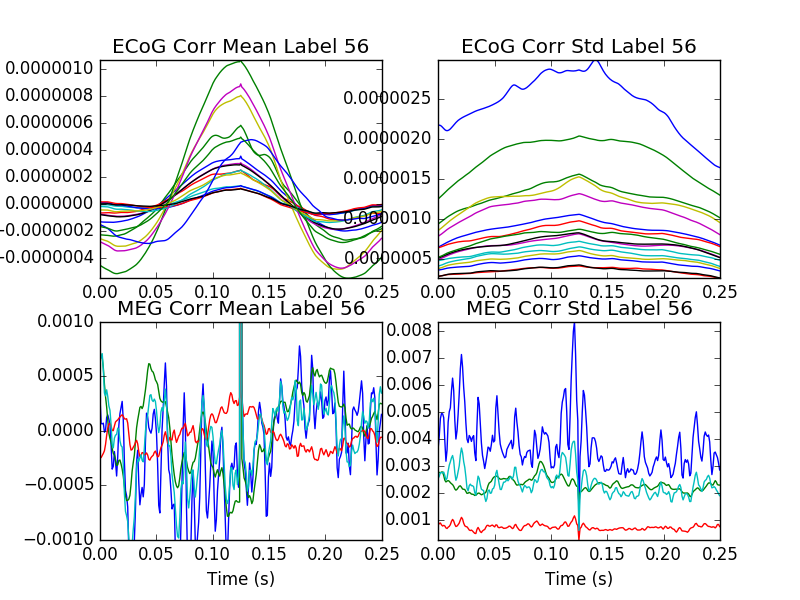 ECoG Corr Mean Label 56
0.0000010
0.0000008
0.0000006
0.0000004
0.0000002
0.0000000
−0.0000002
−0.0000004
0.00 0.05 0.10 0.15 0.20 0.25
ECoG Corr Std Label 56
0.0000025
0.0000020
0.0000015
0.0000010
0.0000005
0.00 0.05 0.10 0.15 0.20 0.25
MEG Corr Mean Label 56
0.0010
0.0005
0.0000
−0.0005
−0.0010
0.00 0.05 0.10 0.15 0.20 0.25
Time (s)
MEG Corr Std Label 56
0.008
0.007
0.006
0.005
0.004
0.003
0.002
0.001
0.00 0.05 0.10 0.15 0.20 0.25
Time (s)